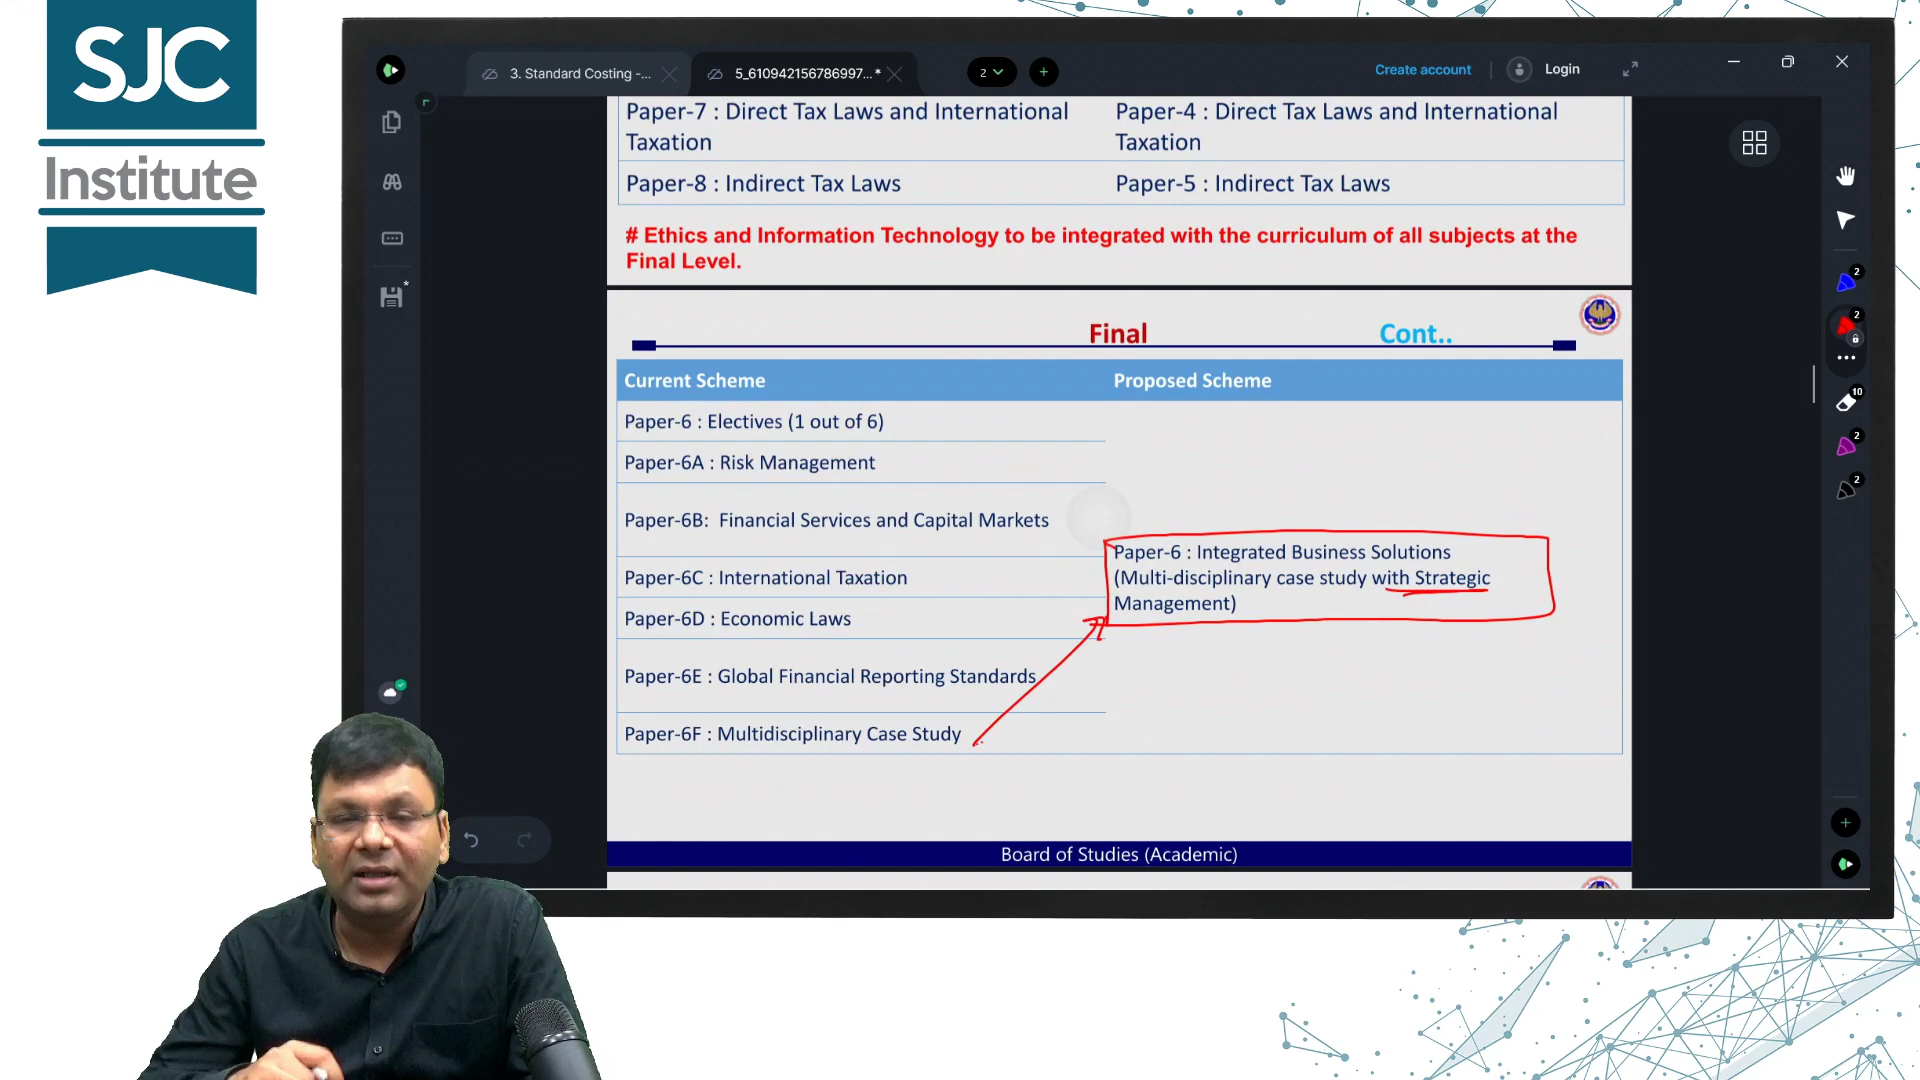 SJC
Institute
3. Standard Costing -...
5_610942156786997... *
2
Create account
Login
Paper-7 : Direct Tax Laws and International
Taxation
Paper-4 : Direct Tax Laws and International
Taxation
Paper-8 : Indirect Tax Laws
Paper-5 : Indirect Tax Laws
# Ethics and Information Technology to be integrated with the curriculum of all subjects at the
Final Level.
Final
Cont..
Current Scheme
Proposed Scheme
Paper-6 : Electives (1 out of 6)
Paper-6A : Risk Management
Paper-6B: Financial Services and Capital Markets
Paper-6C : International Taxation
Paper-6D : Economic Laws
Paper-6E : Global Financial Reporting Standards
Paper-6F : Multidisciplinary Case Study
Paper-6 : Integrated Business Solutions
(Multi-disciplinary case study with Strategic
Management)
Board of Studies (Academic)
2
2
10
2
2